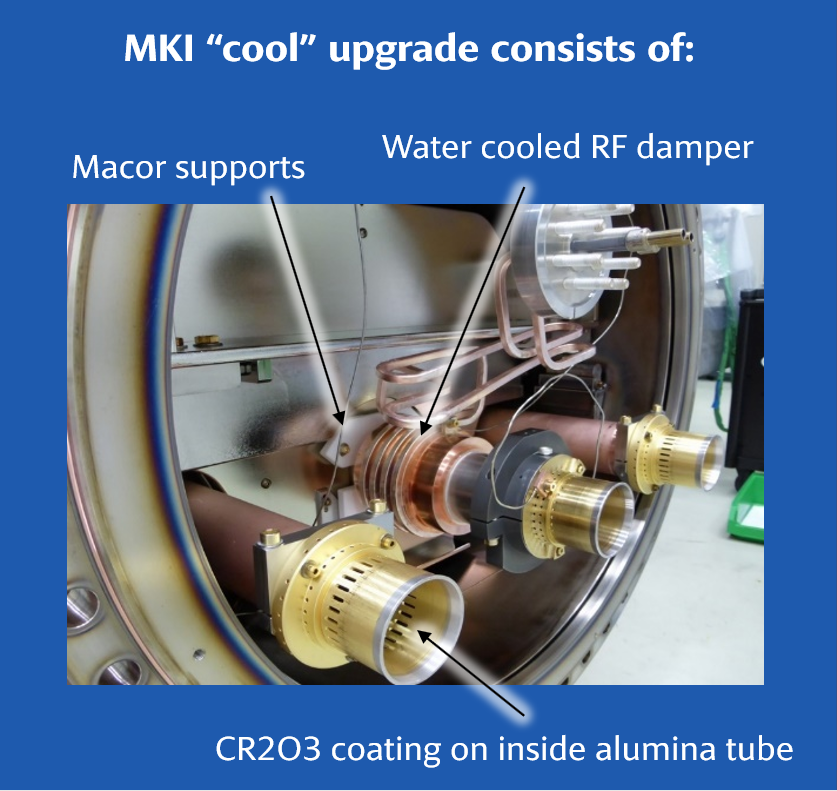 MKI “cool” upgrade consists of:
Water cooled RF damper
Macor supports
CR2O3 coating on inside alumina tube